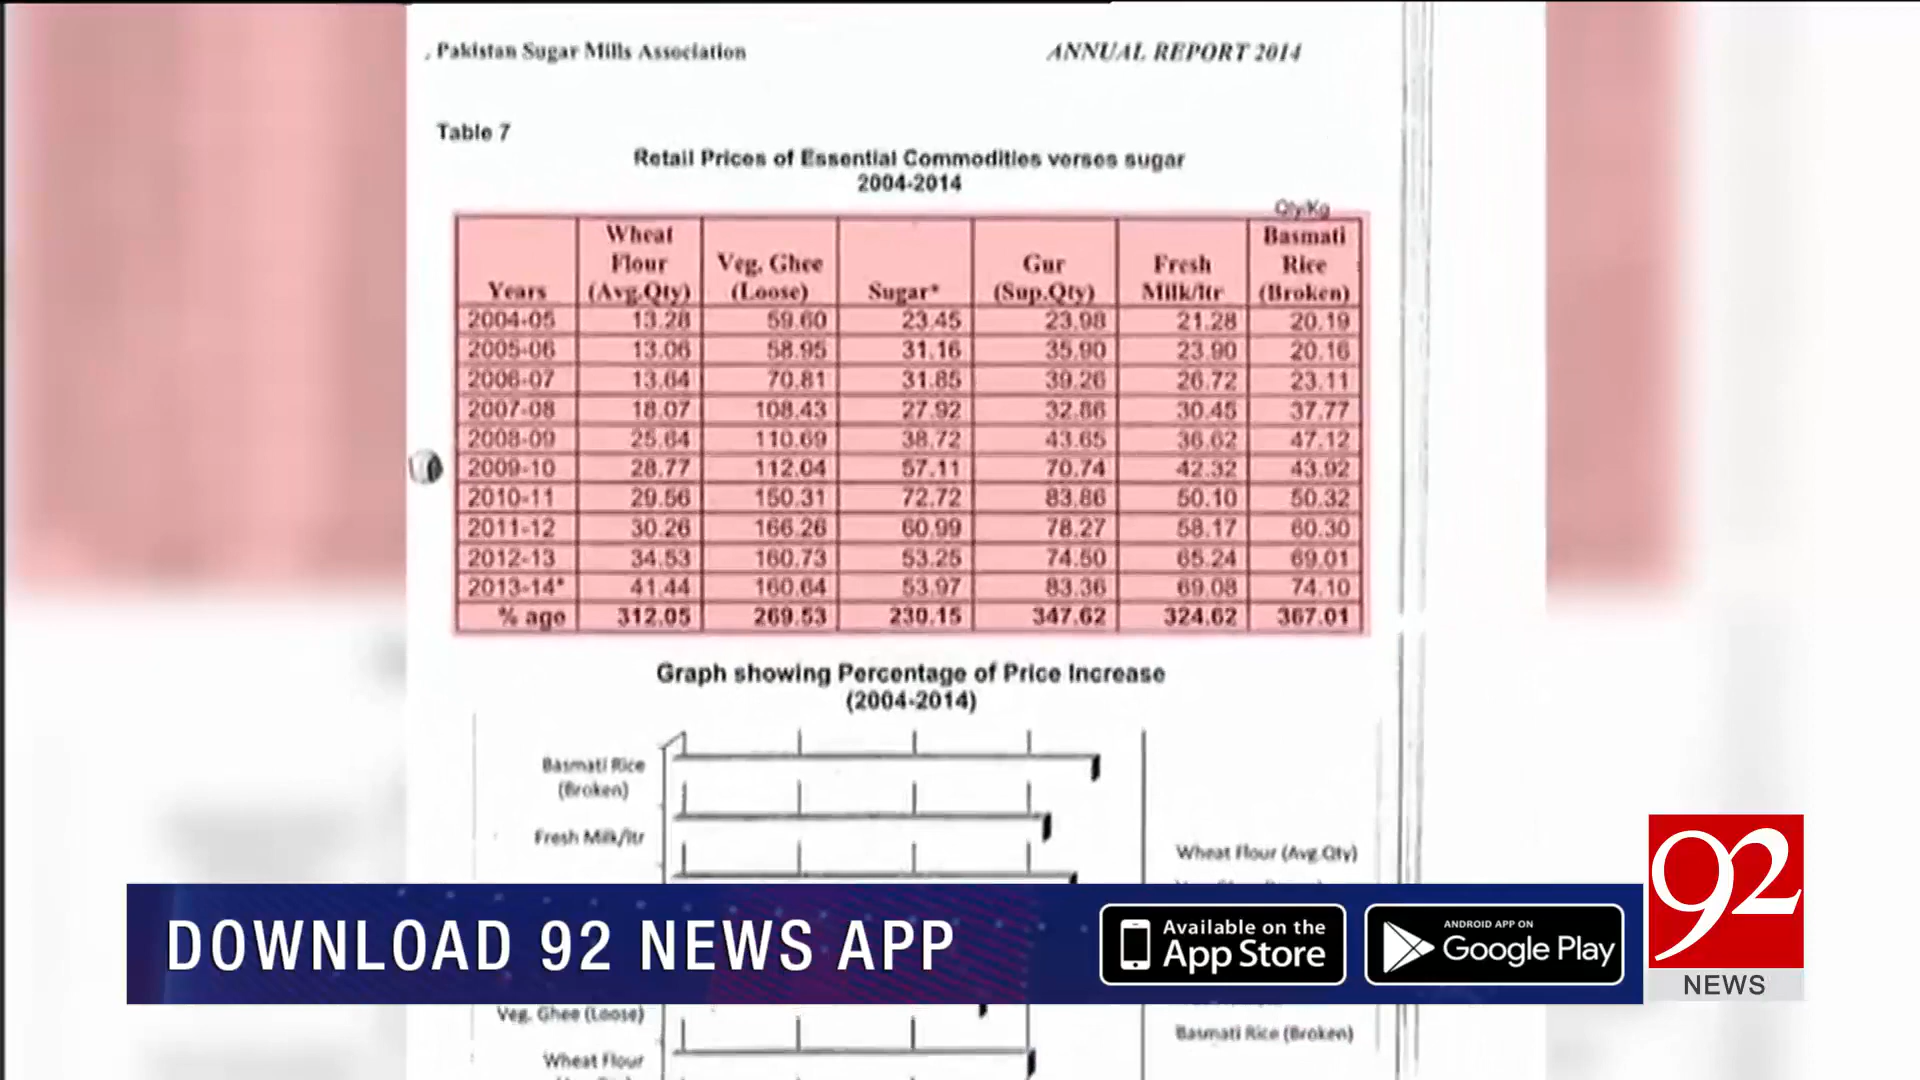 Pakistan Sugar Mills Association ANNUAL REPORT 2014
Table 7
Retail Prices of Essential Commodities verses sugar
2004-2014
Qty/Kg
Years Wheat Flour (Avg.Qty) Veg. Ghee (Loose) Sugar* Gur (Sup.Qty) Fresh Milk/ltr Basmati Rice (Broken)
2004-05 13.28 59.60 23.45 23.98 21.28 20.19
2005-06 13.06 58.95 31.16 35.90 23.90 20.16
2006-07 13.64 70.81 31.85 39.26 26.72 23.11
2007-08 18.07 108.43 27.92 32.86 30.45 37.77
2008-09 25.64 110.69 38.72 43.65 36.62 47.12
2009-10 28.77 112.04 57.11 70.74 42.32 43.92
2010-11 29.56 150.31 72.72 83.86 50.10 50.32
2011-12 30.26 166.26 60.99 78.27 58.17 60.30
2012-13 34.53 160.73 53.25 74.50 65.24 69.01
2013-14* 41.44 160.64 53.97 83.36 69.08 74.10
% age 312.05 269.53 230.15 347.62 324.62 367.01
Graph showing Percentage of Price Increase
(2004-2014)
Basmati Rice
(Broken)
Fresh Milk/ltr
Wheat Flour (Avg.Qty)
DOWNLOAD 92 NEWS APP
Available on the
App Store
ANDROID APP ON
Google Play
92
NEWS
Veg. Ghee (Loose)
Basmati Rice (Broken)
Wheat Flour